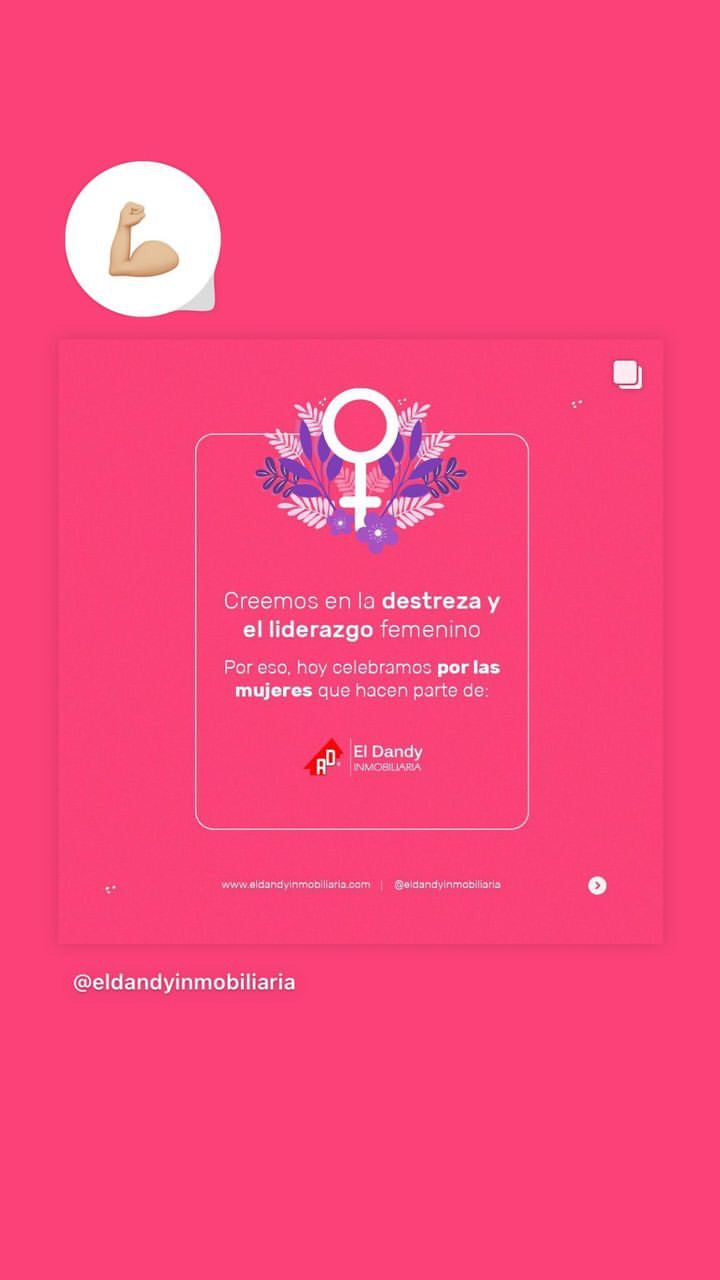 Creemos en la destreza y
el liderazgo femenino
Por eso, hoy celebramos por las
mujeres que hacen parte de:
AD® El Dandy
INMOBILIARIA
www.eldandyinmobiliaria.com | @eldandyinmobiliaria
@eldandyinmobiliaria